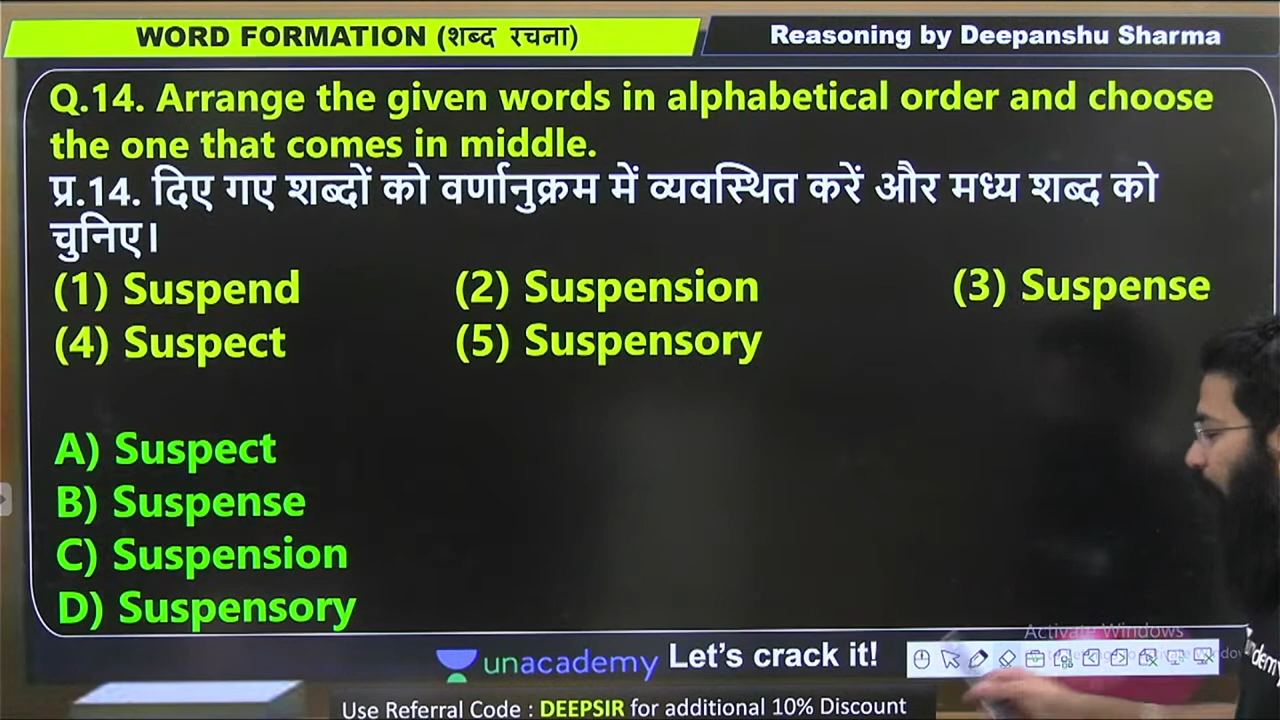 WORD FORMATION (शब्द रचना)
Reasoning by Deepanshu Sharma
Q.14. Arrange the given words in alphabetical order and choose
the one that comes in middle.
प्र.14. दिए गए शब्दों को वर्णानुक्रम में व्यवस्थित करें और मध्य शब्द को
चुनिए।
(1) Suspend (2) Suspension (3) Suspense
(4) Suspect (5) Suspensory
A) Suspect
B) Suspense
C) Suspension
D) Suspensory
Activate Windows
unacademy Let's crack it!
Use Referral Code : DEEPSIR for additional 10% Discount